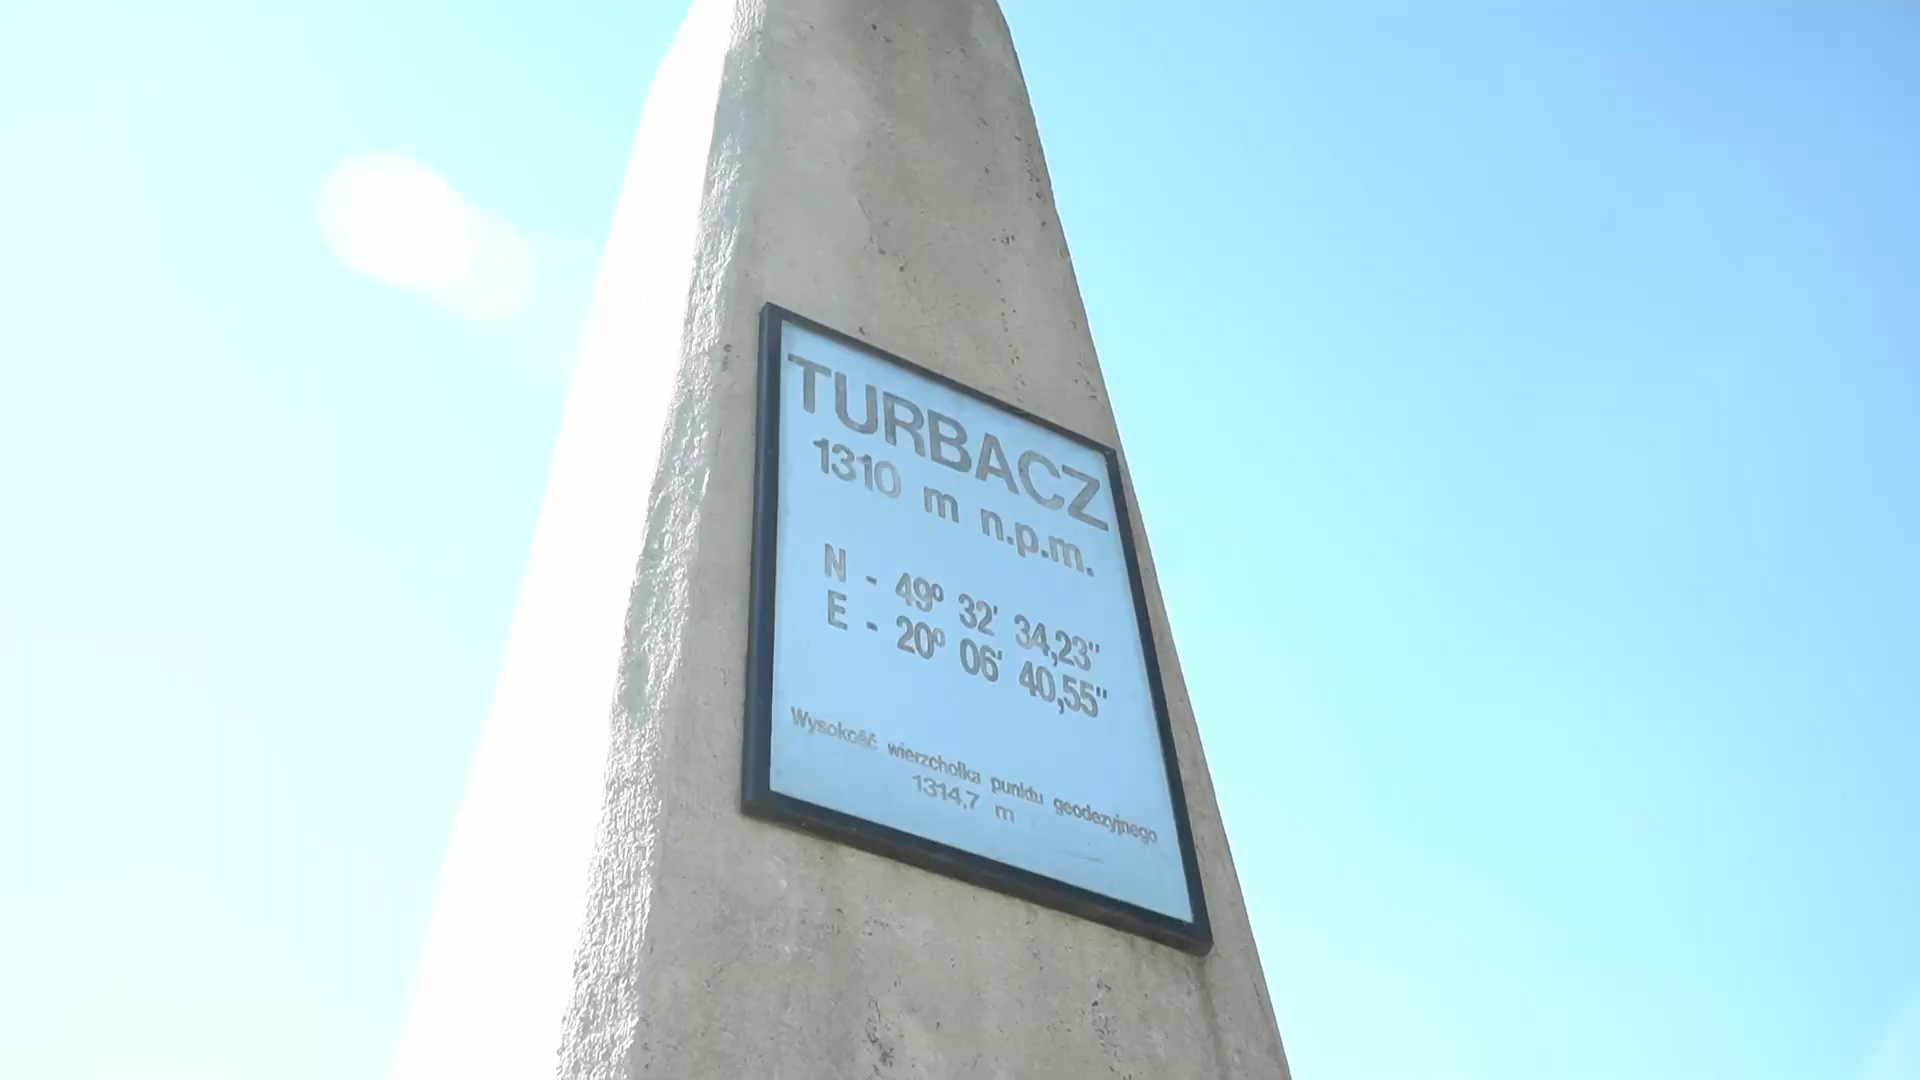 TURBACZ
1310 m n.p.m.
N - 49º 32' 34,23"
E - 20º 06' 40,55"
Wysokość wierzchołka punktu geodezyjnego
1314,7 m